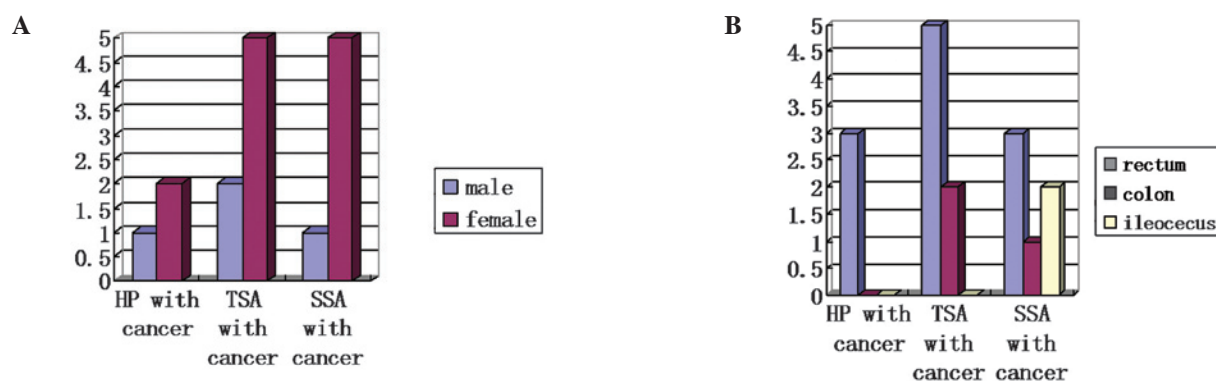 A
5
4.5
4
3.5
3
2.5
2
1.5
1
0.5
0
HP with
cancer
TSA
with
cancer
SSA
with
cancer
male
female
B
5
4.5
4
3.5
3
2.5
2
1.5
1
0.5
0
HP with
cancer
TSA
with
cancer
SSA
with
cancer
rectum
colon
ileocecus